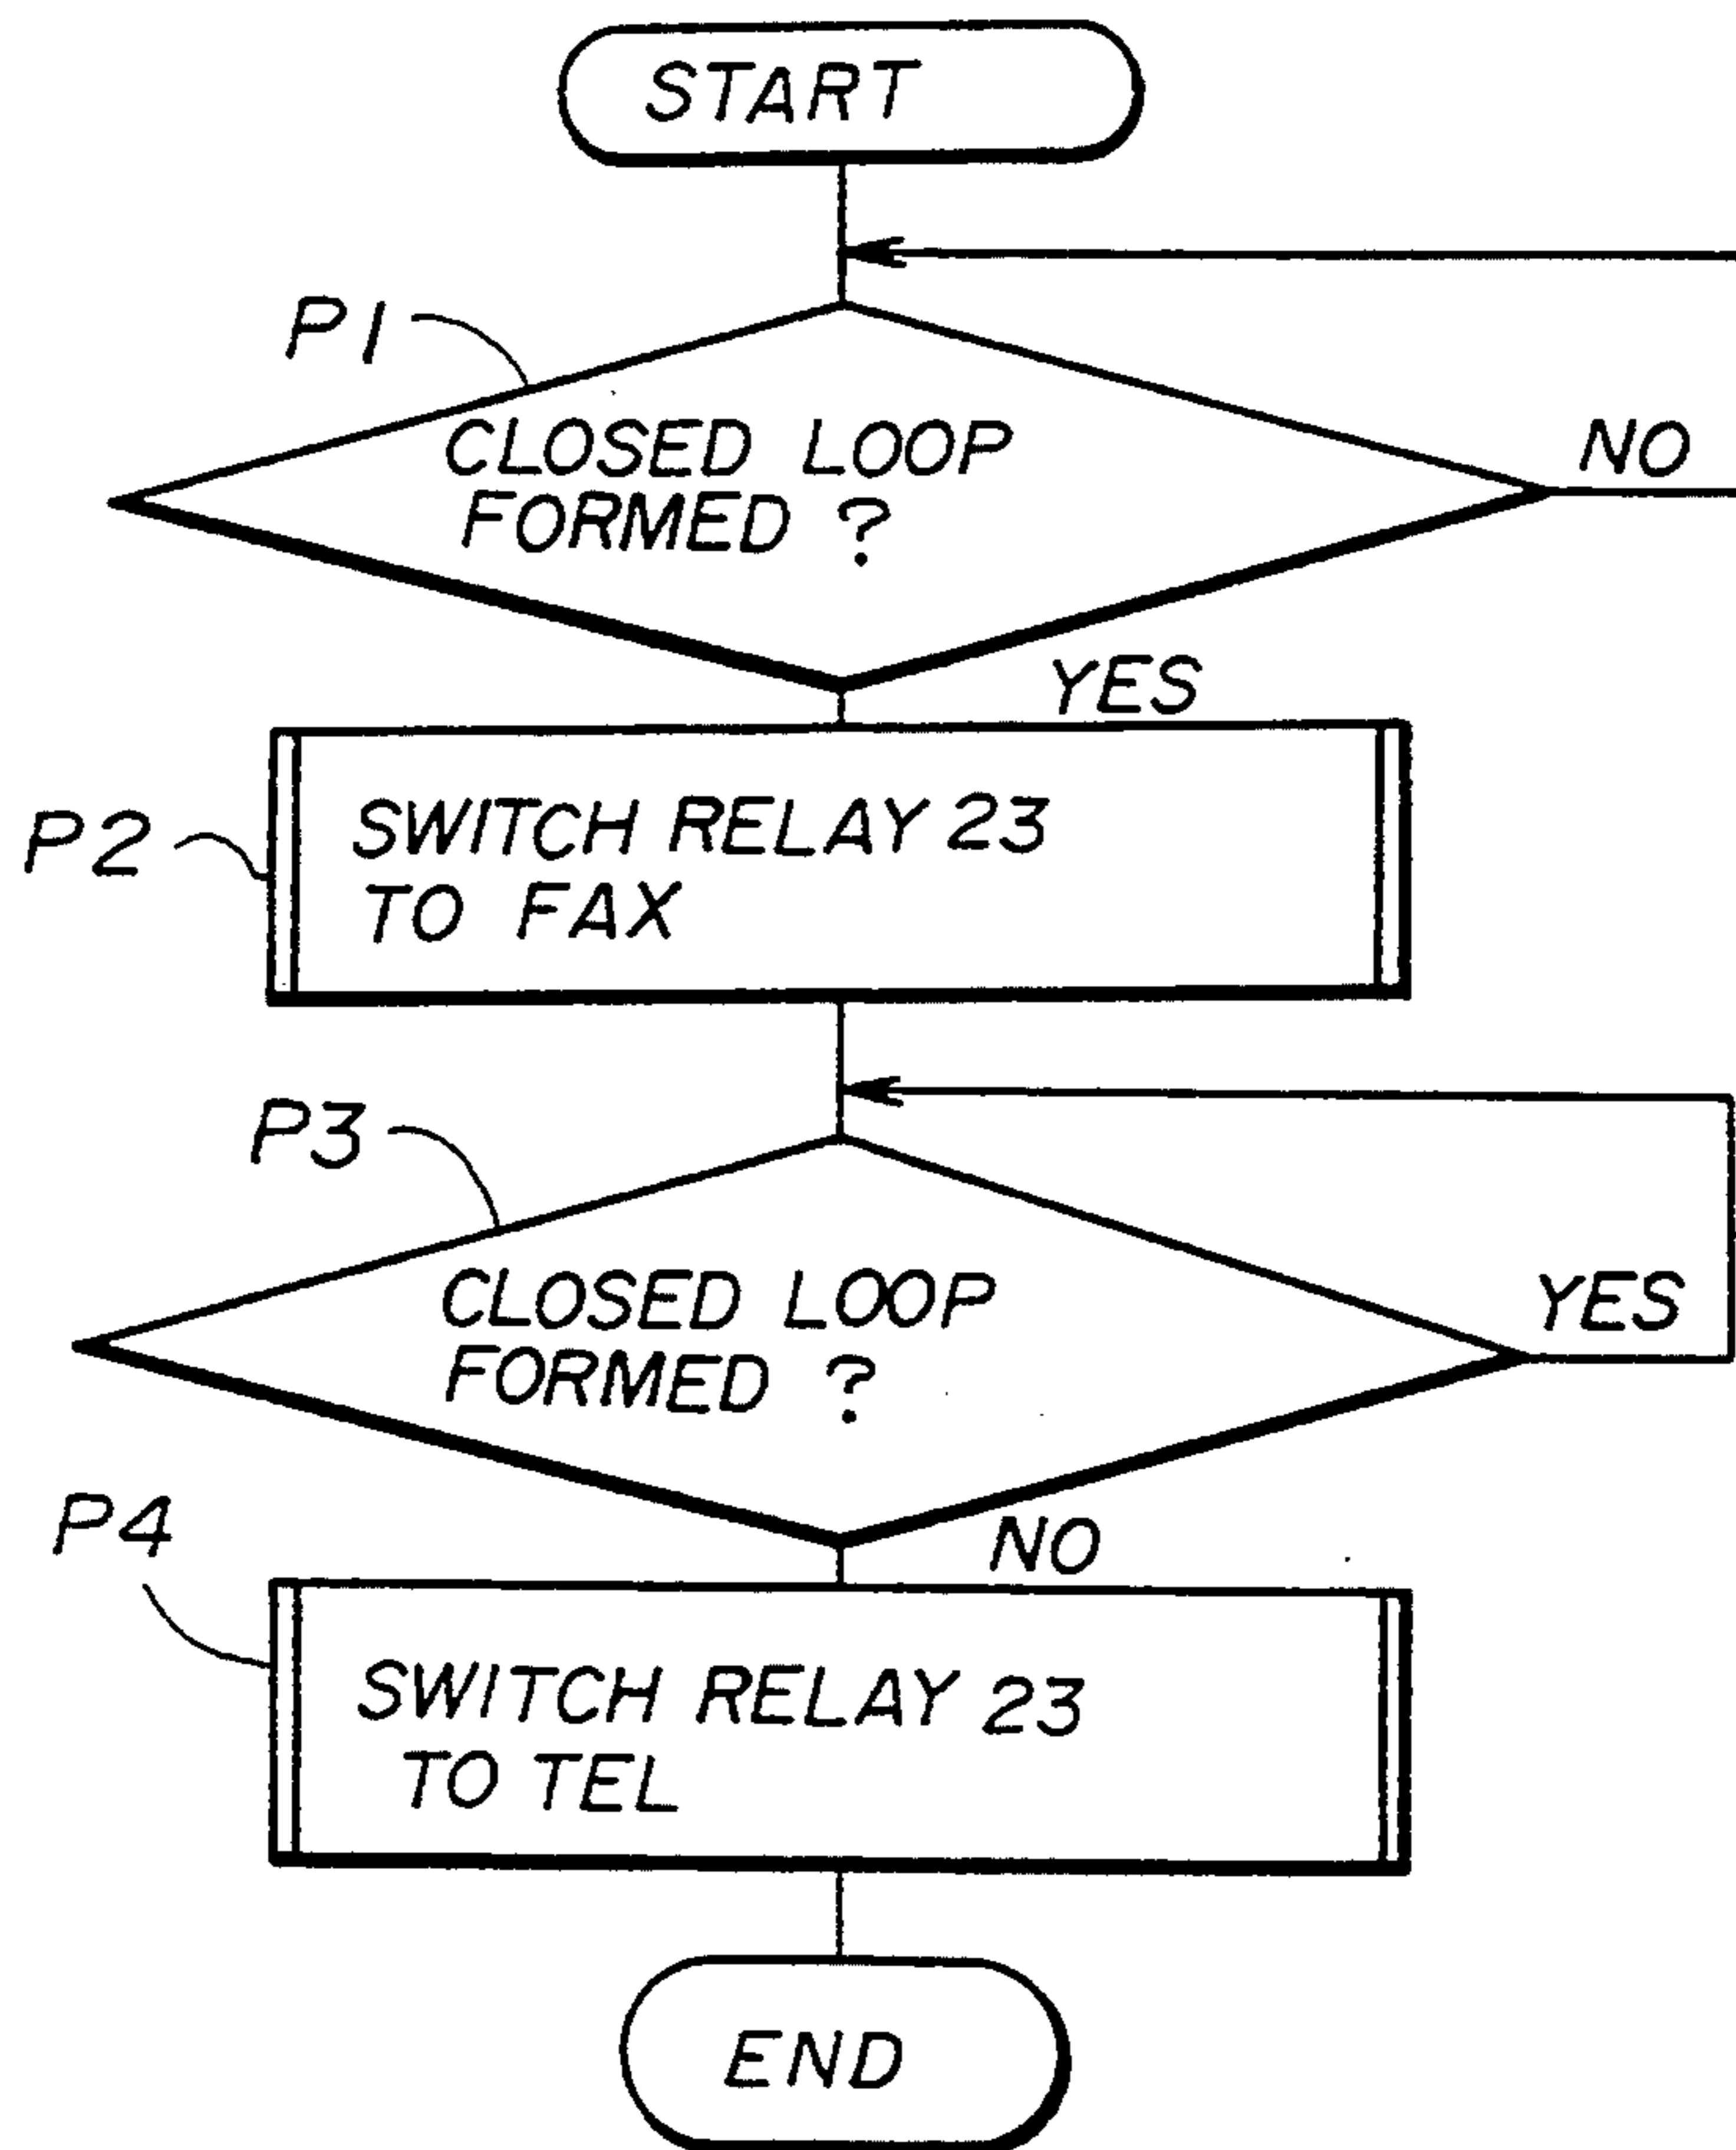 START
P1
CLOSED LOOP
FORMED ?
NO
YES
P2
SWITCH RELAY 23
TO FAX
P3
CLOSED LOOP
FORMED ?
YES
NO
P4
SWITCH RELAY 23
TO TEL
END